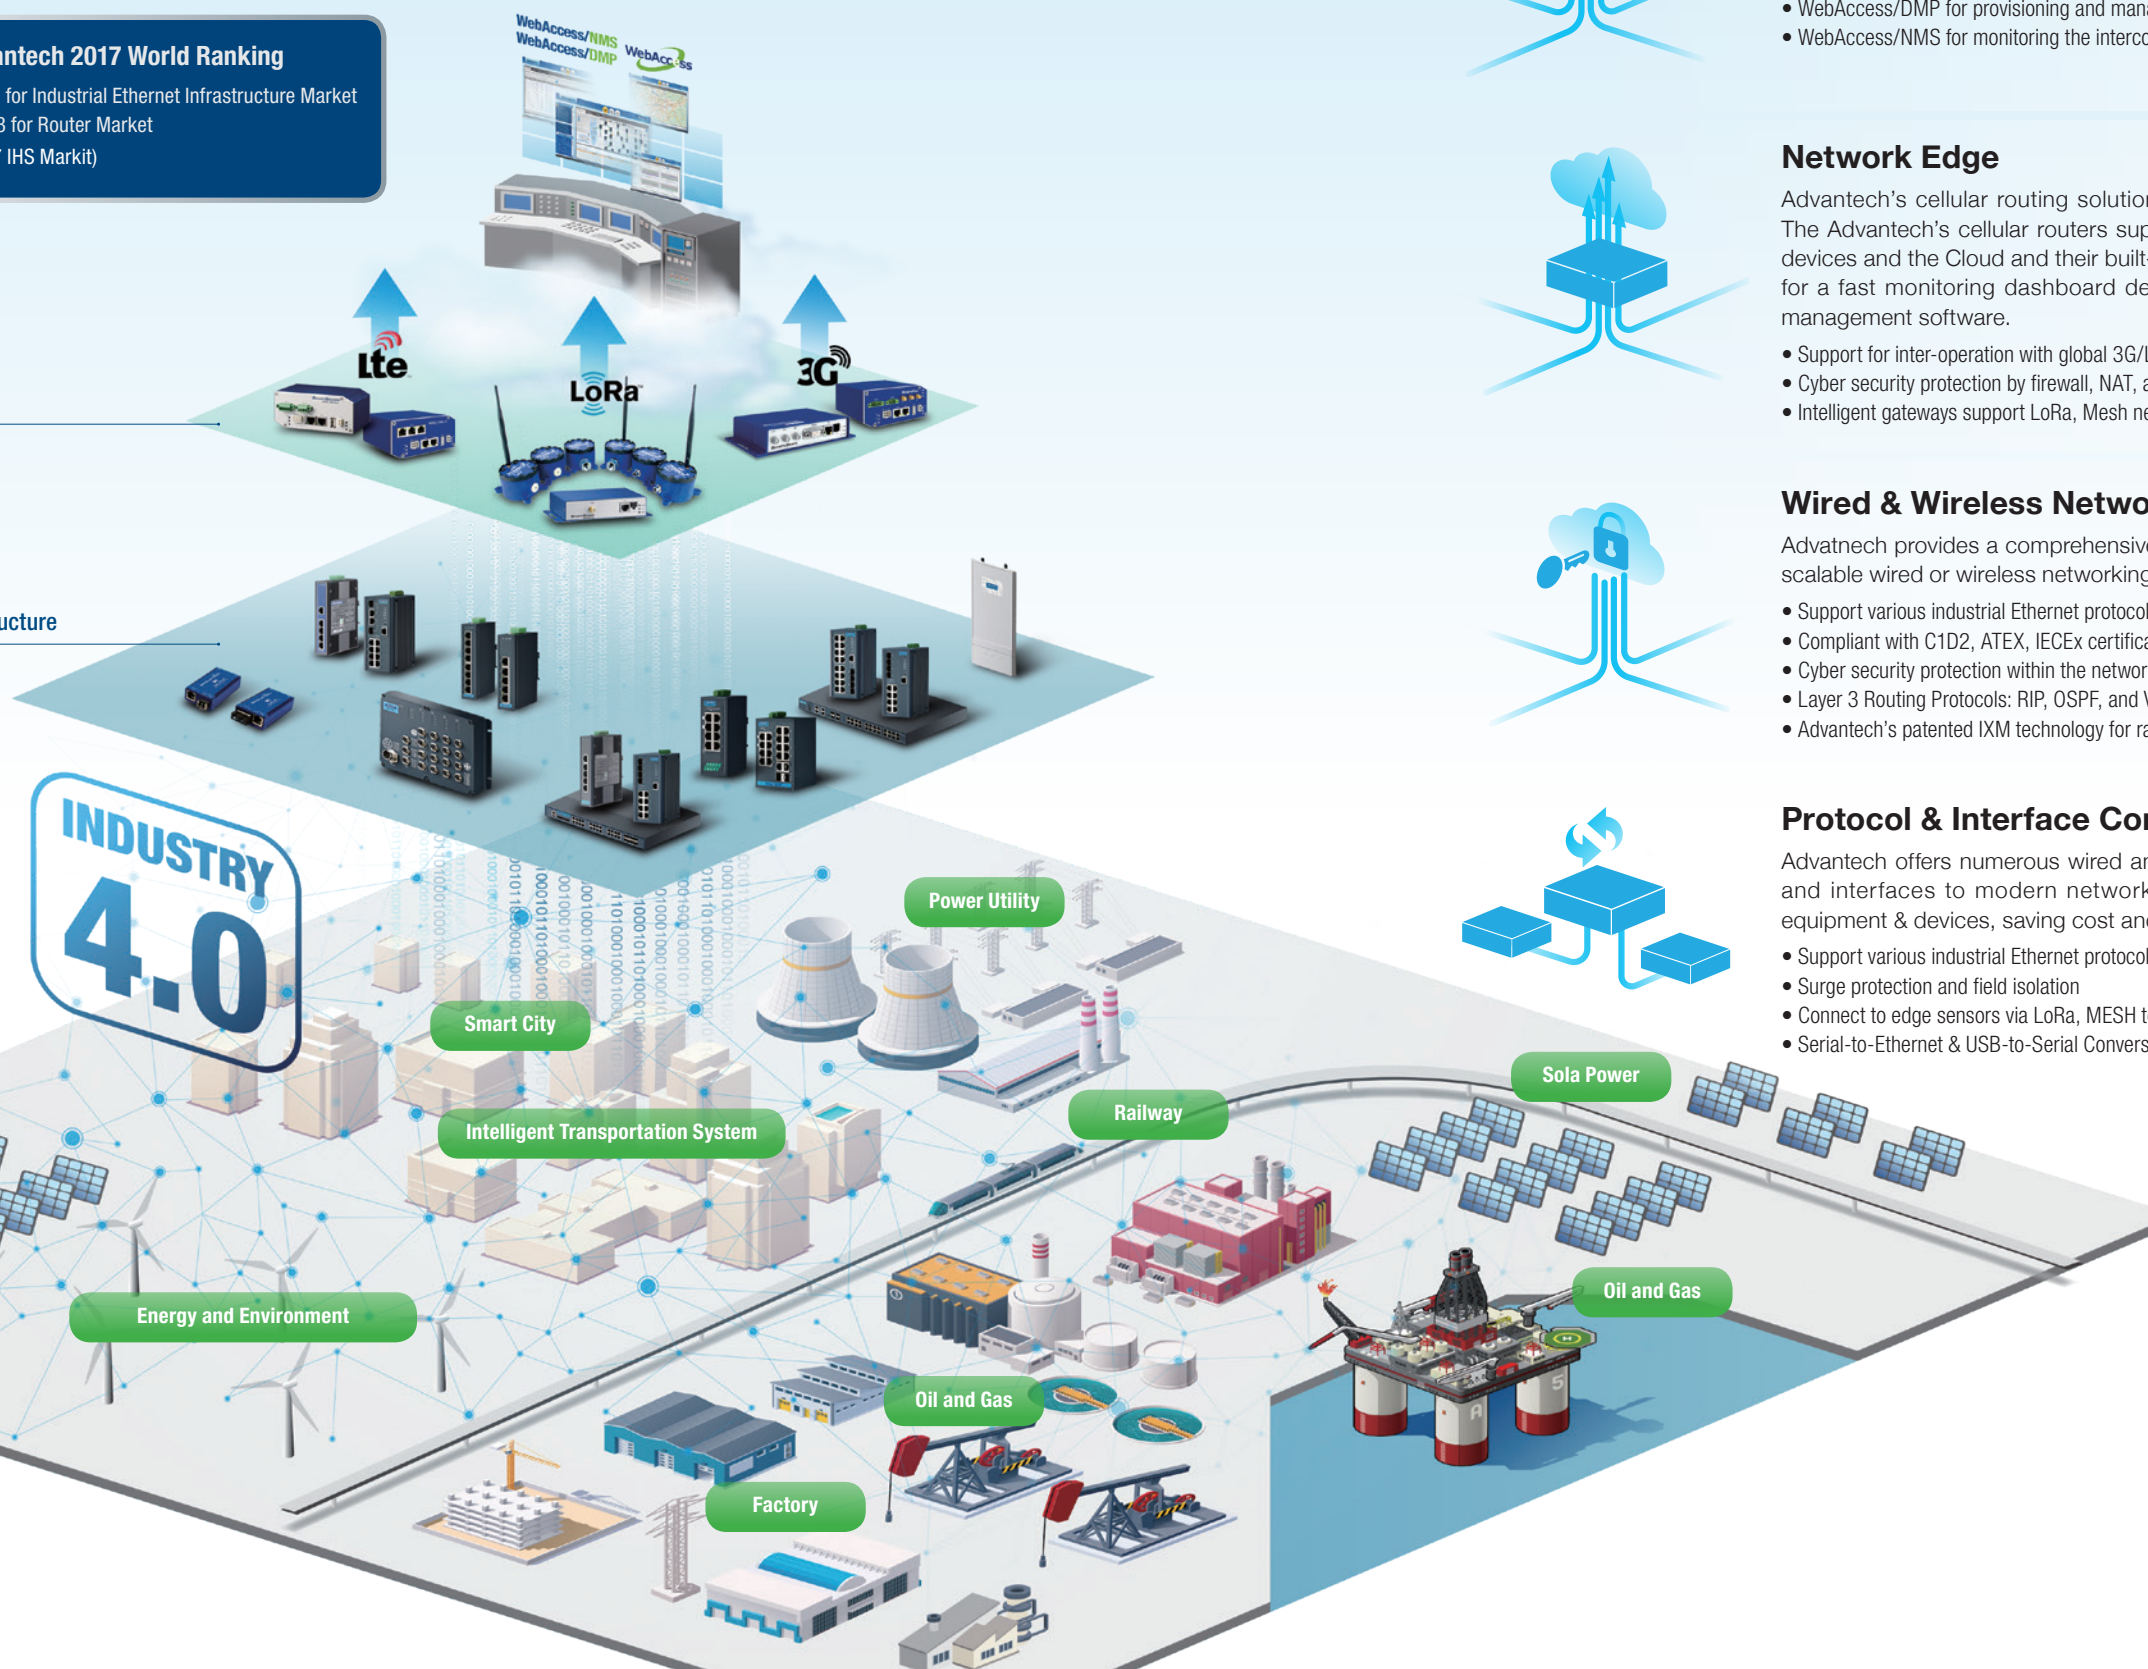 antech 2017 World Ranking
for Industrial Ethernet Infrastructure Market
3 for Router Market
IHS Markit)
WebAccess/NMS
WebAccess/DMP
WebAccess
Lte
LoRa
3G
ucture
INDUSTRY
4.0
Power Utility
Smart City
Intelligent Transportation System
Railway
Sola Power
Energy and Environment
Oil and Gas
Oil and Gas
Factory
A
5
H
• WebAccess/DMP for provisioning and mana
• WebAccess/NMS for monitoring the interco
Network Edge
Advantech's cellular routing solution
The Advantech's cellular routers sup
devices and the Cloud and their built-
for a fast monitoring dashboard de
management software.
• Support for inter-operation with global 3G/L
• Cyber security protection by firewall, NAT, a
• Intelligent gateways support LoRa, Mesh ne
Wired & Wireless Netwo
Advatnech provides a comprehensive
scalable wired or wireless networking
• Support various industrial Ethernet protocol
• Compliant with C1D2, ATEX, IECEx certifica
• Cyber security protection within the networ
• Layer 3 Routing Protocols: RIP, OSPF, and V
• Advantech's patented IXM technology for ra
Protocol & Interface Con
Advantech offers numerous wired an
and interfaces to modern network
equipment & devices, saving cost and
• Support various industrial Ethernet protocol
• Surge protection and field isolation
• Connect to edge sensors via LoRa, MESH t
• Serial-to-Ethernet & USB-to-Serial Convers